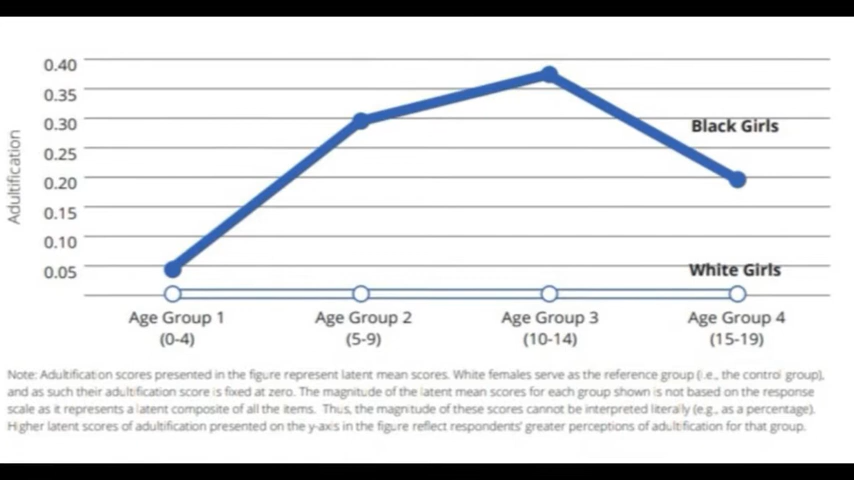 0.40
0.35
0.30
0.25
0.20
0.15
0.10
0.05
Adultification
Black Girls
White Girls
Age Group 1 Age Group 2 Age Group 3 Age Group 4
(0-4) (5-9) (10-14) (15-19)
Note: Adultification scores presented in the figure represent latent mean scores. White females serve as the reference group (i.e., the control group),
and as such their adultification score is fixed at zero. The magnitude of the latent mean scores for each group shown is not based on the response
scale as it represents a latent composite of all the items. Thus, the magnitude of these scores cannot be interpreted literally (e.g., as a percentage).
Higher latent scores of adultification presented on the y-axis in the figure reflect respondents' greater perceptions of adultification for that group.